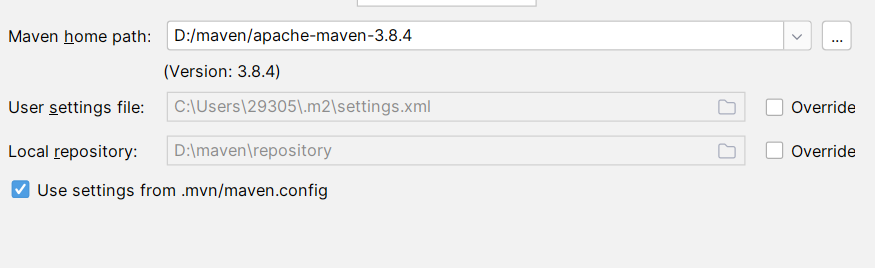 Maven home path: D:/maven/apache-maven-3.8.4 ...
(Version: 3.8.4)
User settings file: C:\Users\29305\.m2\settings.xml Override
Local repository: D:\maven\repository Override
Use settings from .mvn/maven.config